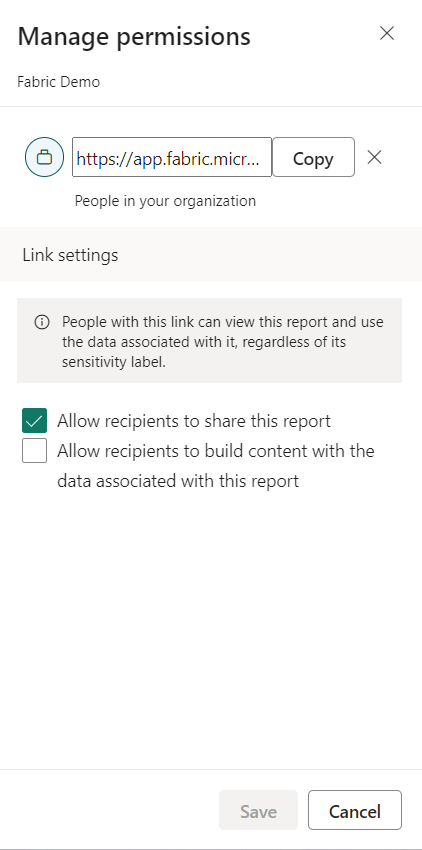 Manage permissions
Fabric Demo
https://app.fabric.micr...
Copy
People in your organization
Link settings
People with this link can view this report and use
the data associated with it, regardless of its
sensitivity label.
Allow recipients to share this report
Allow recipients to build content with the
data associated with this report
Save
Cancel